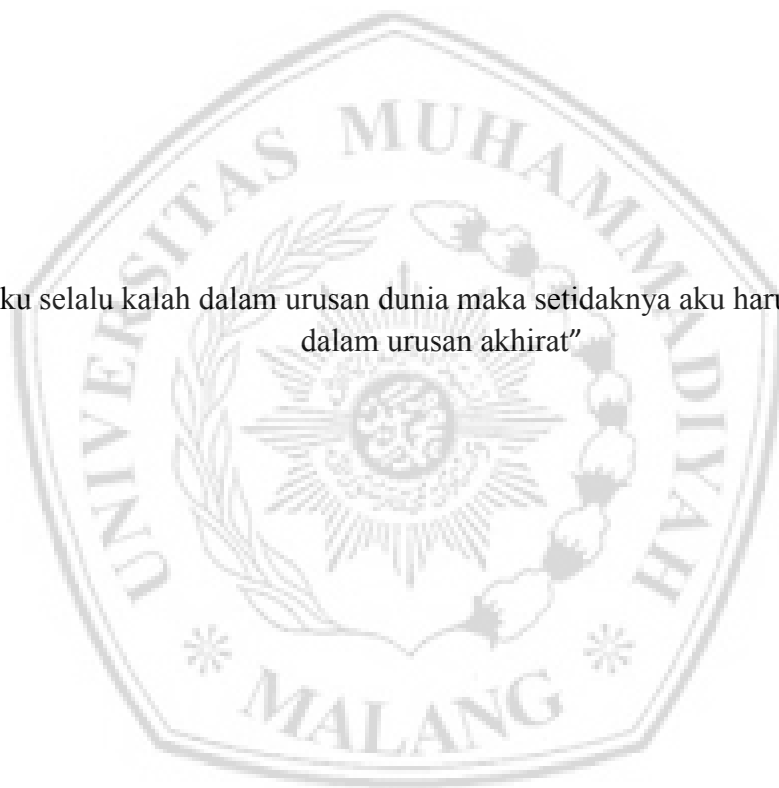 UNIVERSITAS MUHAMMADIYAH
ku selalu kalah dalam urusan dunia maka setidaknya aku haru
dalam urusan akhirat”
MALANG